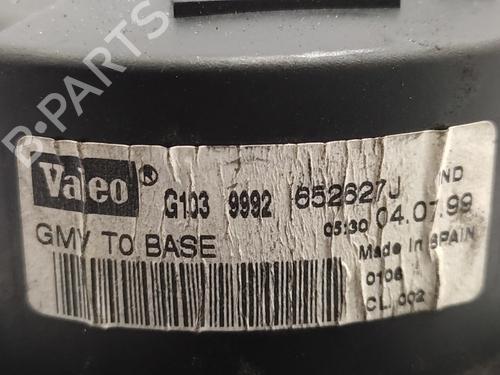 B-PARTS
Valeo ®
G103 9992 652627J IND
05:30 04.07.99
GMV TO BASE
Made in SPAIN
0106
CL. 002